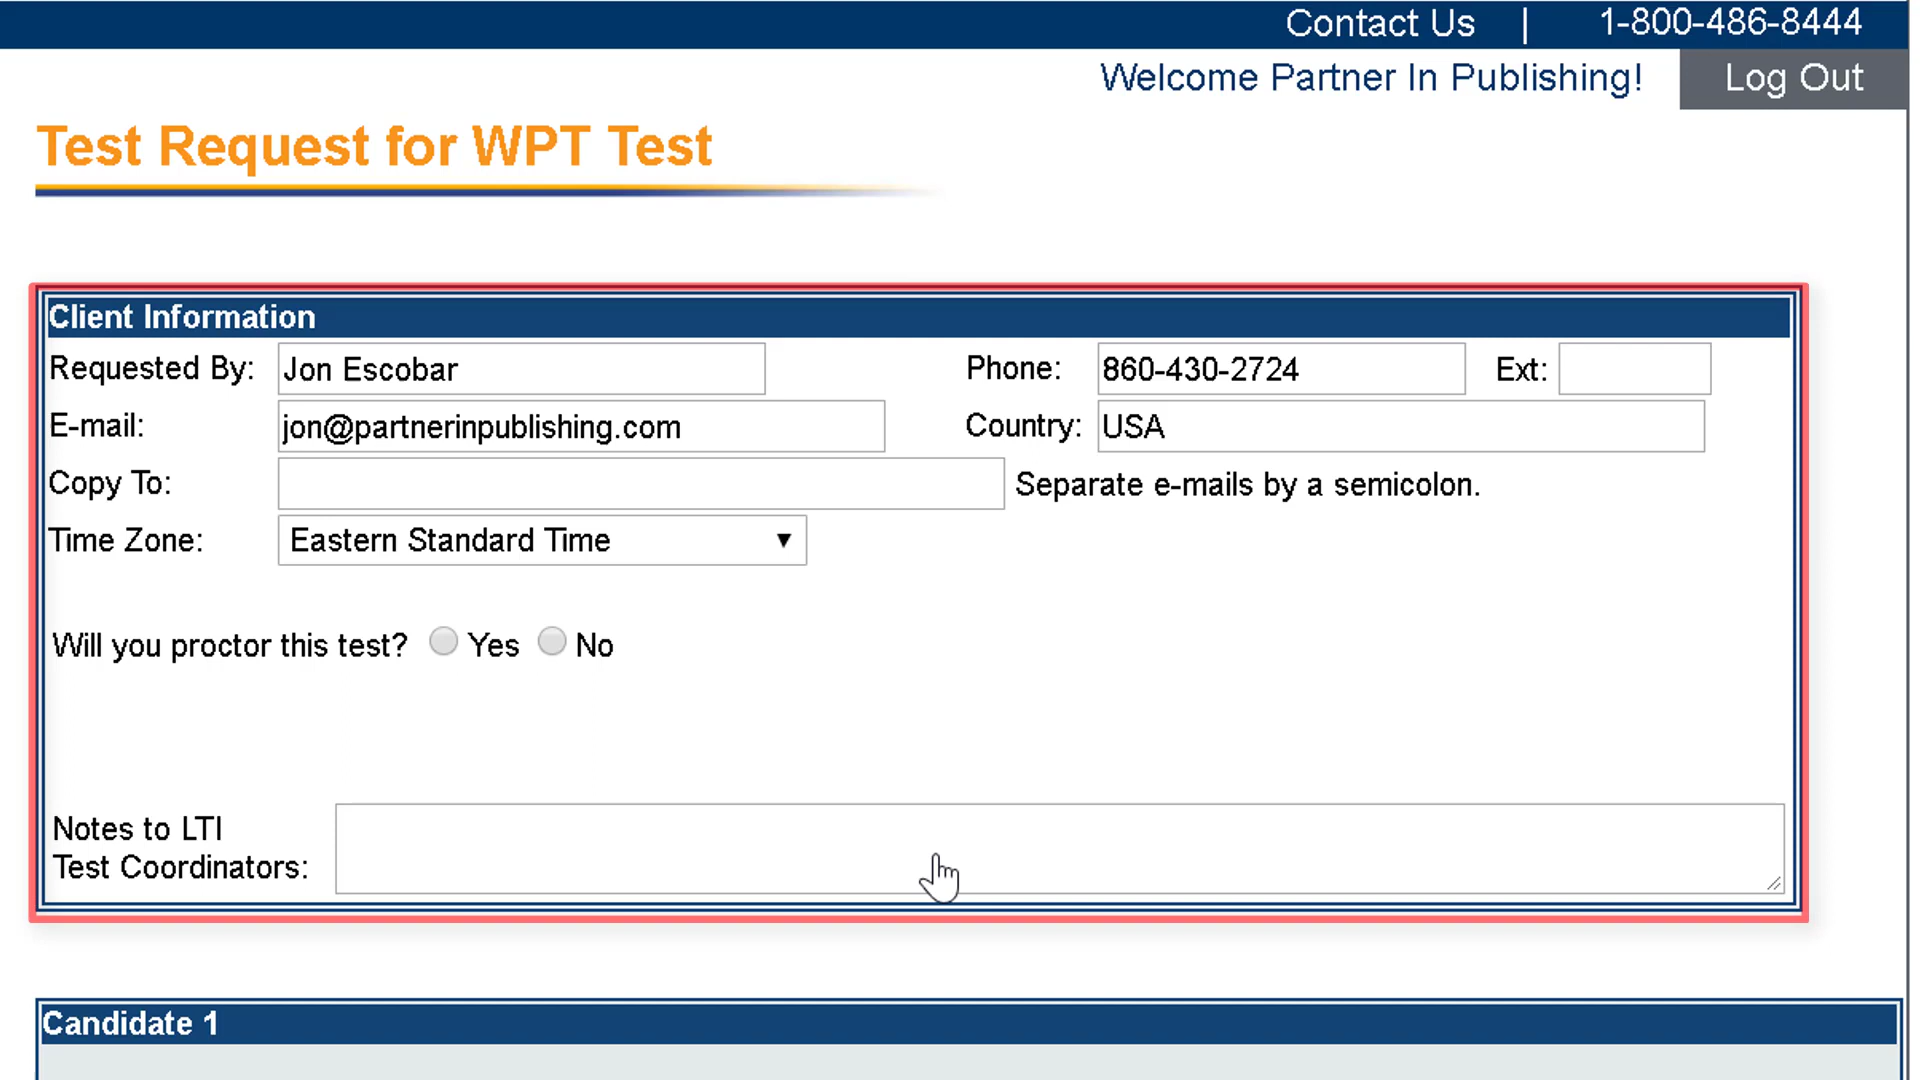 Contact Us | 1-800-486-8444
Welcome Partner In Publishing! Log Out
Test Request for WPT Test
Client Information
Requested By: Jon Escobar Phone: 860-430-2724 Ext:
E-mail: jon@partnerinpublishing.com Country: USA
Copy To: Separate e-mails by a semicolon.
Time Zone: Eastern Standard Time
Will you proctor this test? Yes No
Notes to LTI
Test Coordinators:
Candidate 1